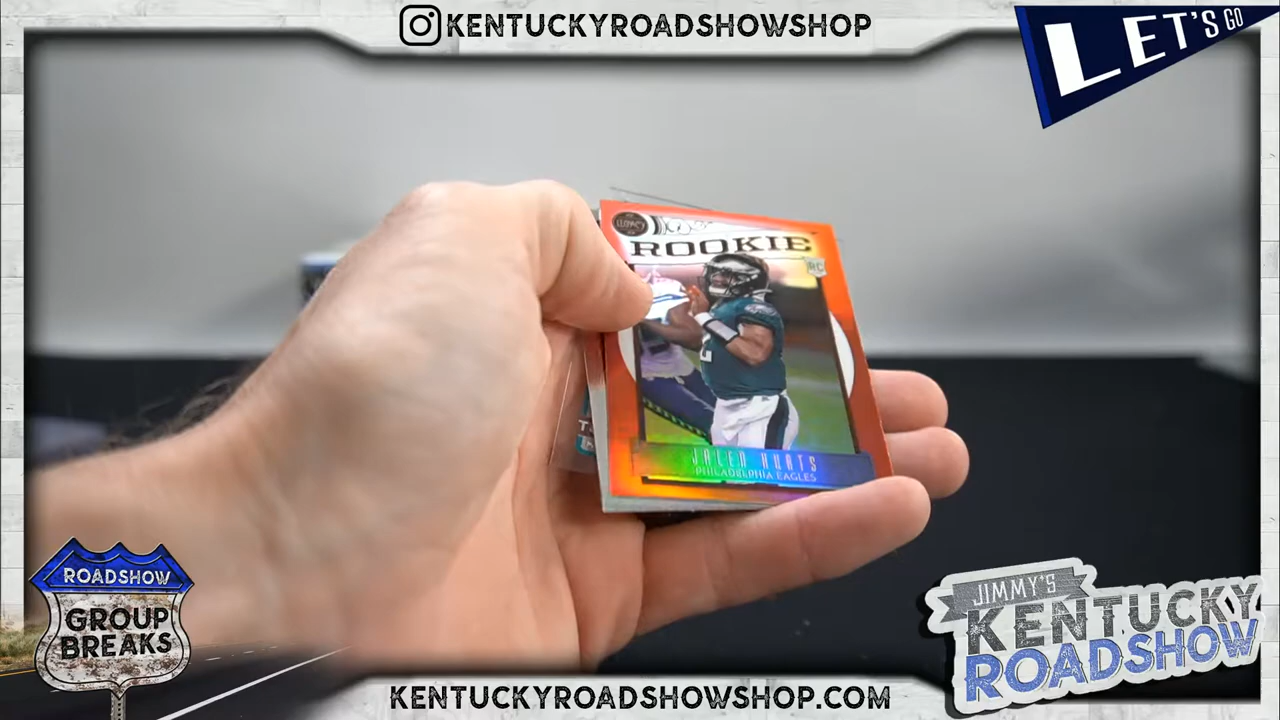 KENTUCKYROADSHOWSHOP
LET'S GO
LEGACY
ROOKIE
RC
JALEN HURTS
PHILADELPHIA EAGLES
ROADSHOW
GROUP
BREAKS
JIMMY'S
KENTUCKY
ROADSHOW
KENTUCKYROADSHOWSHOP.COM